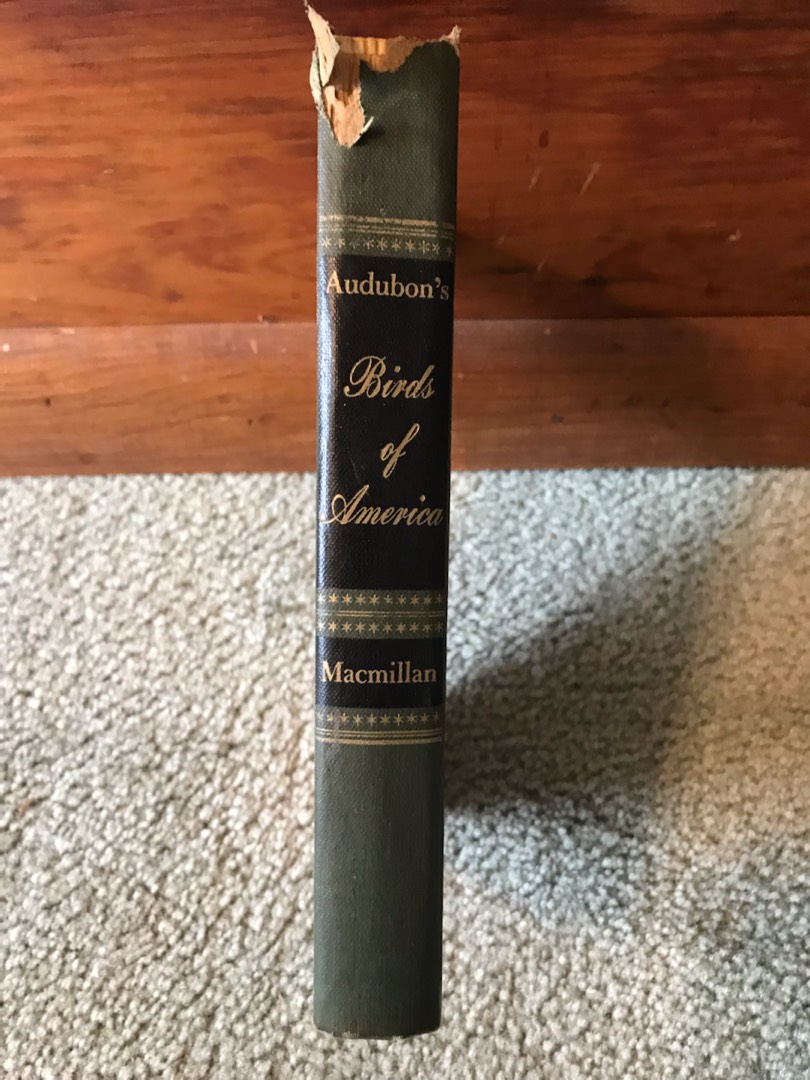 Audubon's
Birds
of
America
Macmillan